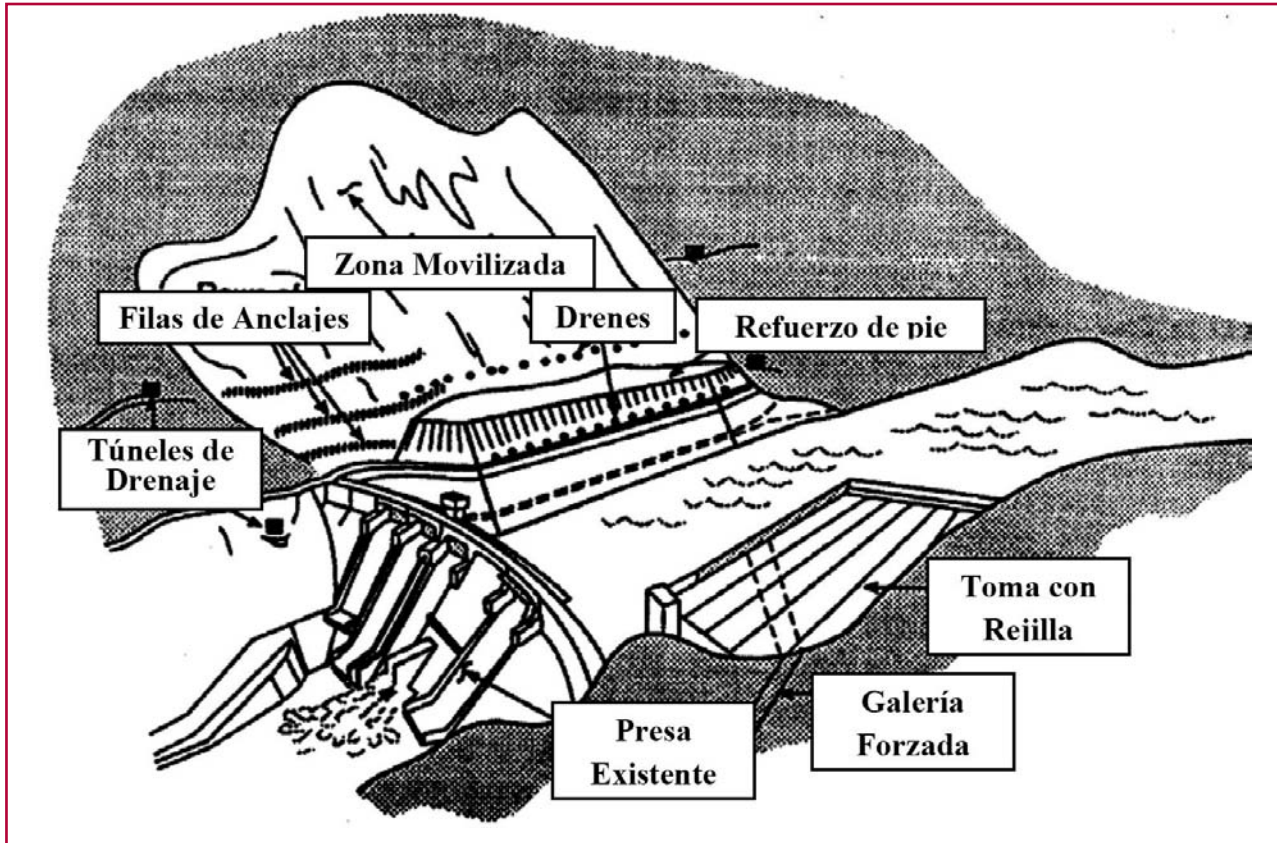 Zona Movilizada
Filas de Anclajes
Drenes
Refuerzo de pie
Túneles de
Drenaje
Toma con
Rejilla
Galería
Forzada
Presa
Existente